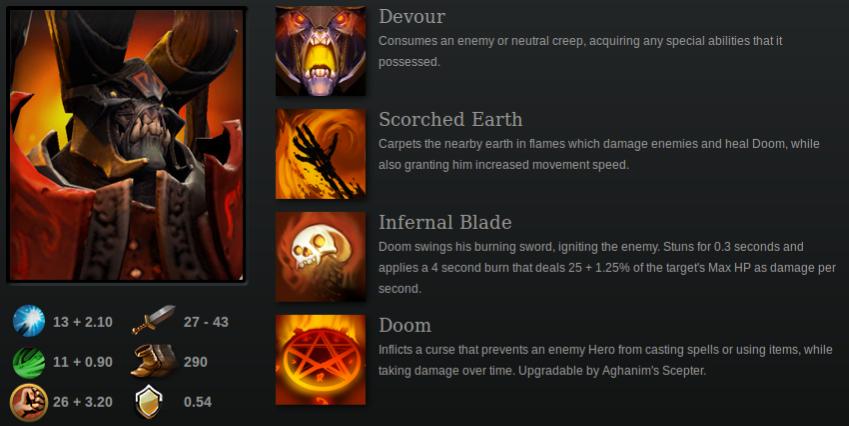 Devour
Consumes an enemy or neutral creep, acquiring any special abilities that it
possessed.
Scorched Earth
Carpets the nearby earth in flames which damage enemies and heal Doom, while
also granting him increased movement speed.
Infernal Blade
Doom swings his burning sword, igniting the enemy. Stuns for 0.3 seconds and
applies a 4 second burn that deals 25 + 1.25% of the target's Max HP as damage per
second.
Doom
Inflicts a curse that prevents an enemy Hero from casting spells or using items, while
taking damage over time. Upgradable by Aghanim's Scepter.
13 + 2.10 27 - 43
11 + 0.90 290
26 + 3.20 0.54